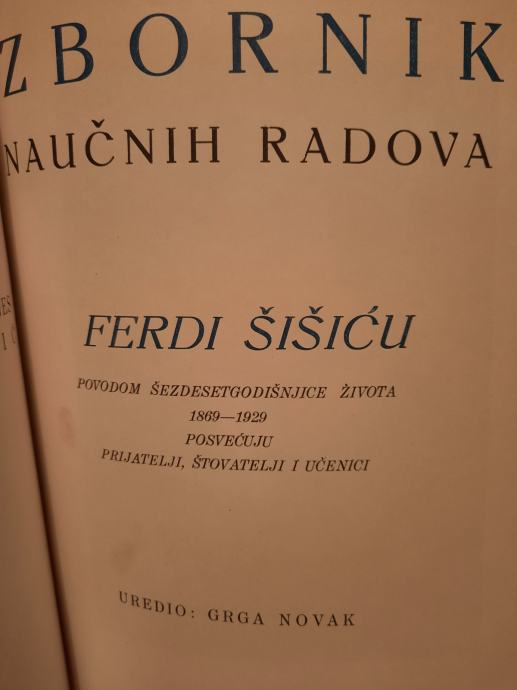 ZBORNIK
NAUČNIH RADOVA
FERDI ŠIŠIĆU
POVODOM ŠEZDESETGODIŠNJICE ŽIVOTA
1869—1929
POSVEĆUJU
PRIJATELJI, ŠTOVATELJI I UČENICI
UREDIO: GRGA NOVAK